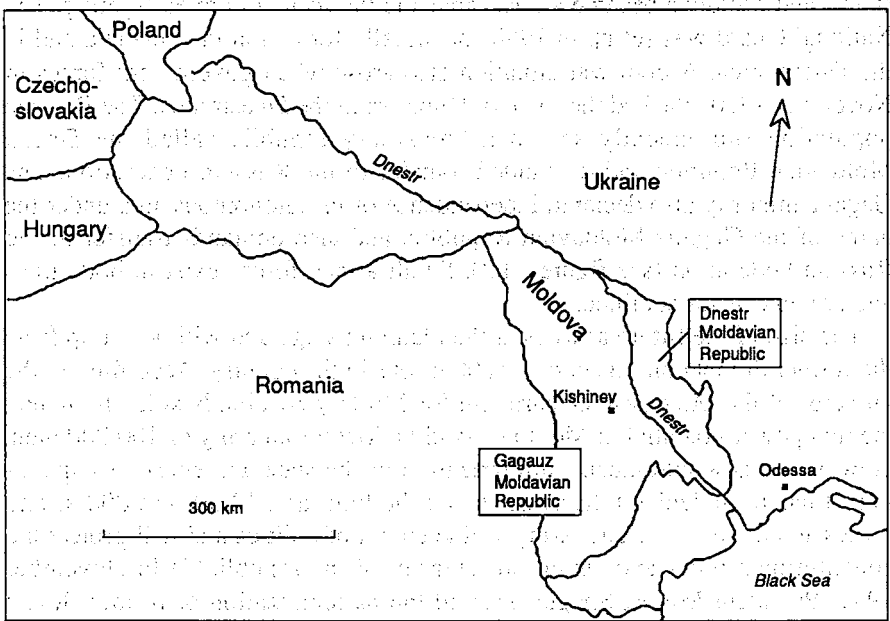 Poland
Czecho-
slovakia
N
Dnestr
Ukraine
Hungary
Moldova
Dnestr
Moldavian
Republic
Romania
Kishinev
Dnestr
Gagauz
Moldavian
Republic
Odessa
300 km
Black Sea